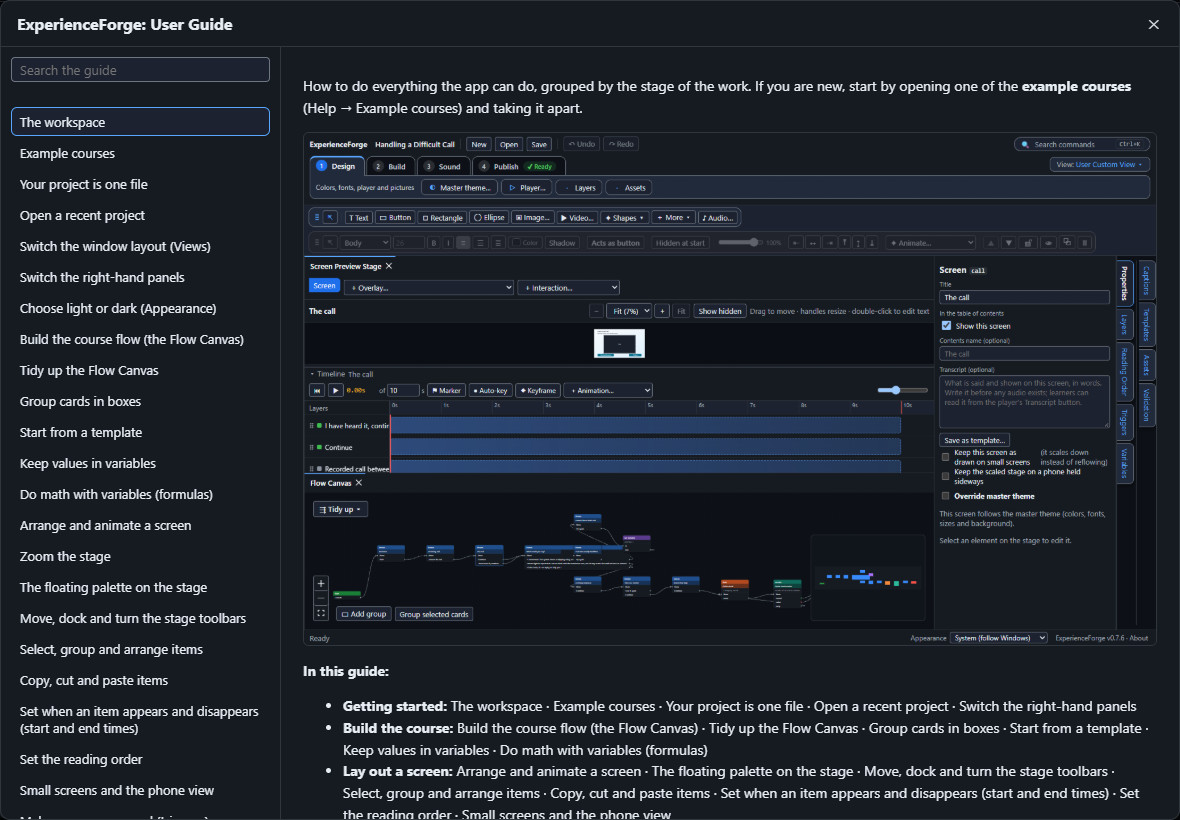 ExperienceForge: User Guide
Search the guide
The workspace
Example courses
Your project is one file
Open a recent project
Switch the window layout (Views)
Switch the right-hand panels
Choose light or dark (Appearance)
Build the course flow (the Flow Canvas)
Tidy up the Flow Canvas
Group cards in boxes
Start from a template
Keep values in variables
Do math with variables (formulas)
Arrange and animate a screen
Zoom the stage
The floating palette on the stage
Move, dock and turn the stage toolbars
Select, group and arrange items
Copy, cut and paste items
Set when an item appears and disappears
(start and end times)
Set the reading order
Small screens and the phone view
How to do everything the app can do, grouped by the stage of the work. If you are new, start by opening one of the example courses
(Help → Example courses) and taking it apart.
ExperienceForge Handling a Difficult Call New Open Save Undo Redo Search commands Ctrl+K
1 Design 2 Build 3 Sound 4 Publish ✓ Ready View: User Custom View
Colors, fonts, player and pictures Master theme... Player... Layers Assets
T Text Button Rectangle Ellipse Image... Video... Shapes + More Audio...
Body B I Color Shadow Acts as button Hidden at start 100% Animate...
Screen Preview Stage
Screen + Overlay... + Interaction...
The call Fit (7%) + Fit Show hidden Drag to move · handles resize · double-click to edit text
Timeline The call
0.00s of 10 s Marker Auto-key Keyframe + Animation...
Layers 0s 1s 2s 3s 4s 5s 6s 7s 8s 9s 10s
I have heard it, contin
Continue
Recorded call betwee
Flow Canvas
Tidy up
Add group Group selected cards
Screen call
Title
The call
In the table of contents
Show this screen
Contents name (optional)
The call
Transcript (optional)
What is said and shown on this screen, in words.
Write it before any audio exists; learners can
read it from the player's Transcript button.
Save as template...
Keep this screen as drawn on small screens (it scales down instead of reflowing)
Keep the scaled stage on a phone held sideways
Override master theme
This screen follows the master theme (colors, fonts,
sizes and background).
Select an element on the stage to edit it.
Properties
Layers
Reading Order
Triggers
Variables
Captions
Templates
Assets
Validation
Ready Appearance System (follow Windows) ExperienceForge v0.7.6 · About
In this guide:
• Getting started: The workspace · Example courses · Your project is one file · Open a recent project · Switch the right-hand panels
• Build the course: Build the course flow (the Flow Canvas) · Tidy up the Flow Canvas · Group cards in boxes · Start from a template ·
Keep values in variables · Do math with variables (formulas)
• Lay out a screen: Arrange and animate a screen · The floating palette on the stage · Move, dock and turn the stage toolbars ·
Select, group and arrange items · Copy, cut and paste items · Set when an item appears and disappears (start and end times) · Set
the reading order · Small screens and the phone view